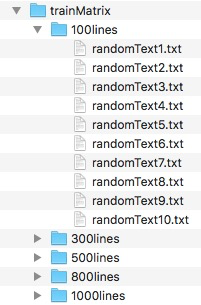 trainMatrix
100lines
randomText1.txt
randomText2.txt
randomText3.txt
randomText4.txt
randomText5.txt
randomText6.txt
randomText7.txt
randomText8.txt
randomText9.txt
randomText10.txt
300lines
500lines
800lines
1000lines